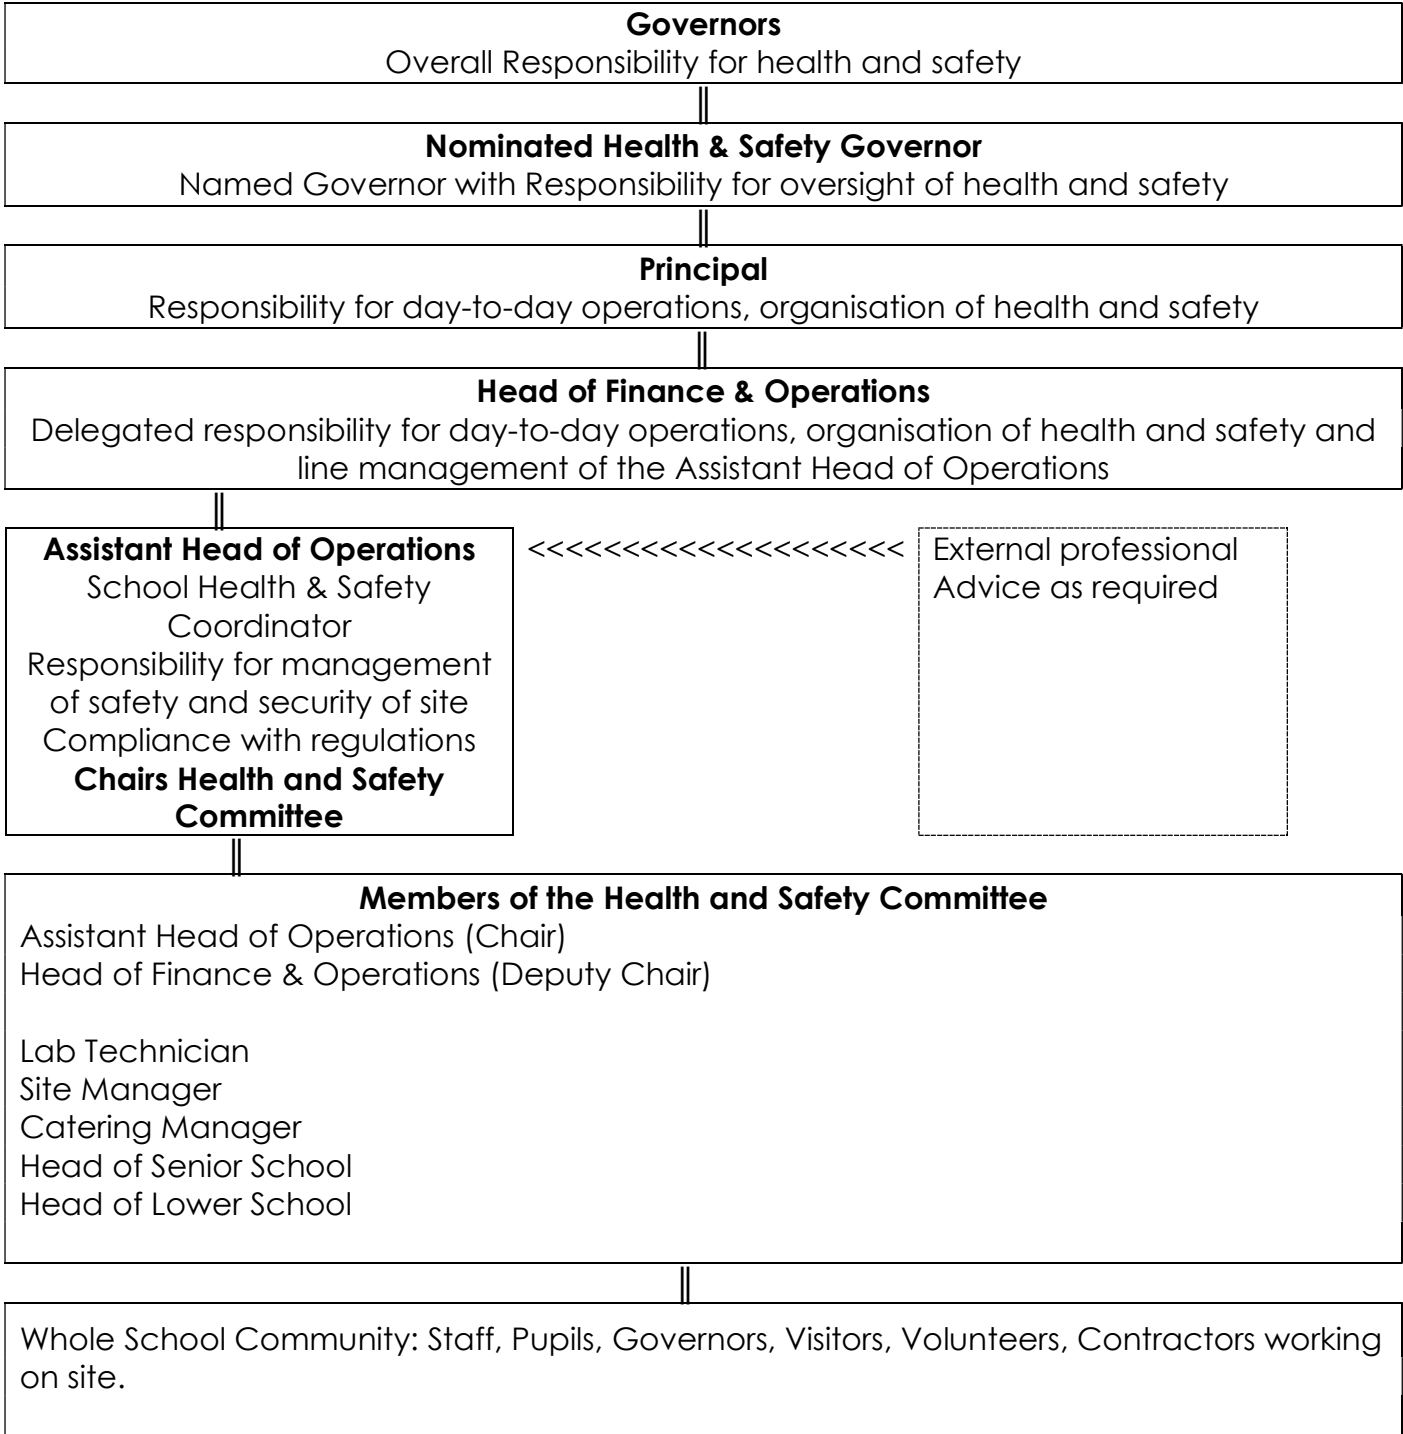 Governors
Overall Responsibility for health and safety
Nominated Health & Safety Governor
Named Governor with Responsibility for oversight of health and safety
Principal
Responsibility for day-to-day operations, organisation of health and safety
Head of Finance & Operations
Delegated responsibility for day-to-day operations, organisation of health and safety and
line management of the Assistant Head of Operations
Assistant Head of Operations
School Health & Safety
Coordinator
Responsibility for management
of safety and security of site
Compliance with regulations
Chairs Health and Safety
Committee
<<<<<<<<<<<<<<<<<<<<
External professional
Advice as required
Members of the Health and Safety Committee
Assistant Head of Operations (Chair)
Head of Finance & Operations (Deputy Chair)
Lab Technician
Site Manager
Catering Manager
Head of Senior School
Head of Lower School
Whole School Community: Staff, Pupils, Governors, Visitors, Volunteers, Contractors working
on site.